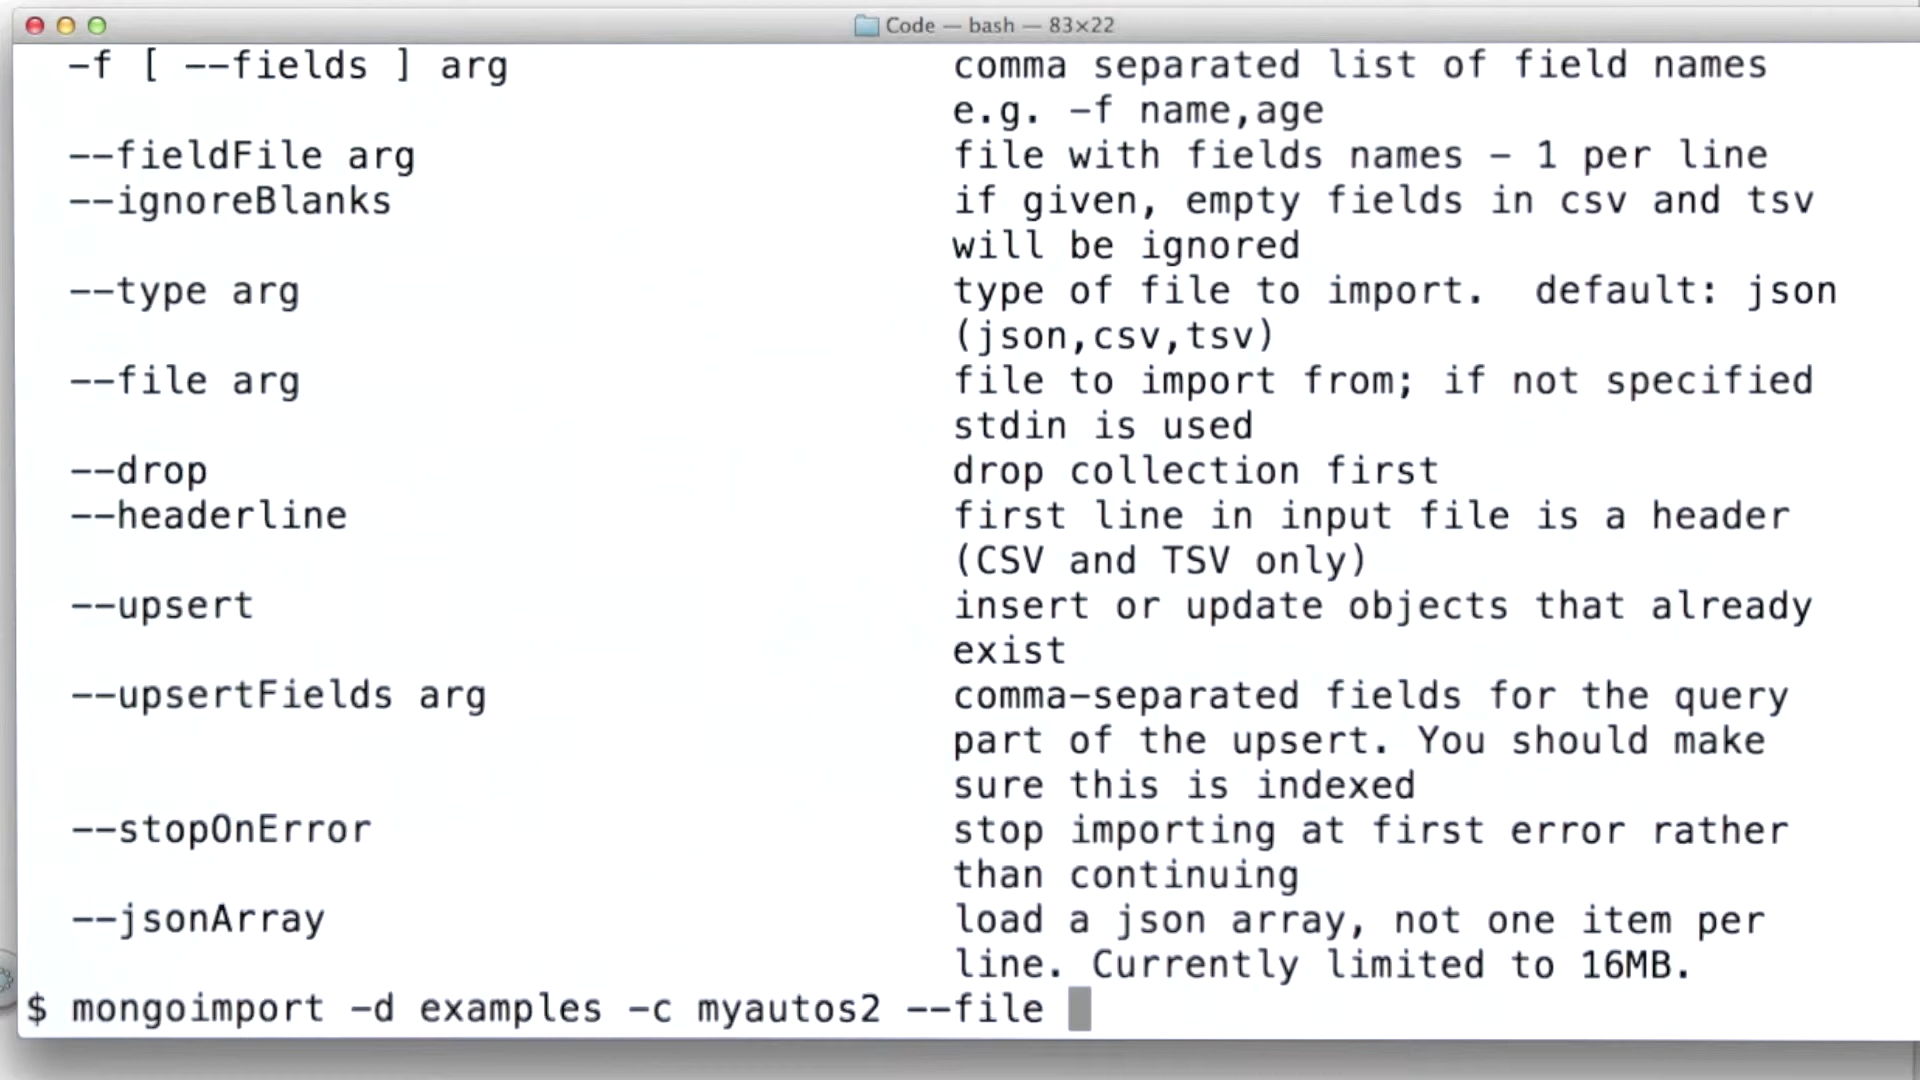 Code — bash — 83×22
-f [ --fields ] arg comma separated list of field names
e.g. -f name,age
--fieldFile arg file with fields names - 1 per line
--ignoreBlanks if given, empty fields in csv and tsv
will be ignored
--type arg type of file to import.  default: json
(json,csv,tsv)
--file arg file to import from; if not specified
stdin is used
--drop drop collection first
--headerline first line in input file is a header
(CSV and TSV only)
--upsert insert or update objects that already
exist
--upsertFields arg comma-separated fields for the query
part of the upsert. You should make
sure this is indexed
--stopOnError stop importing at first error rather
than continuing
--jsonArray load a json array, not one item per
line. Currently limited to 16MB.
$ mongoimport -d examples -c myautos2 --file